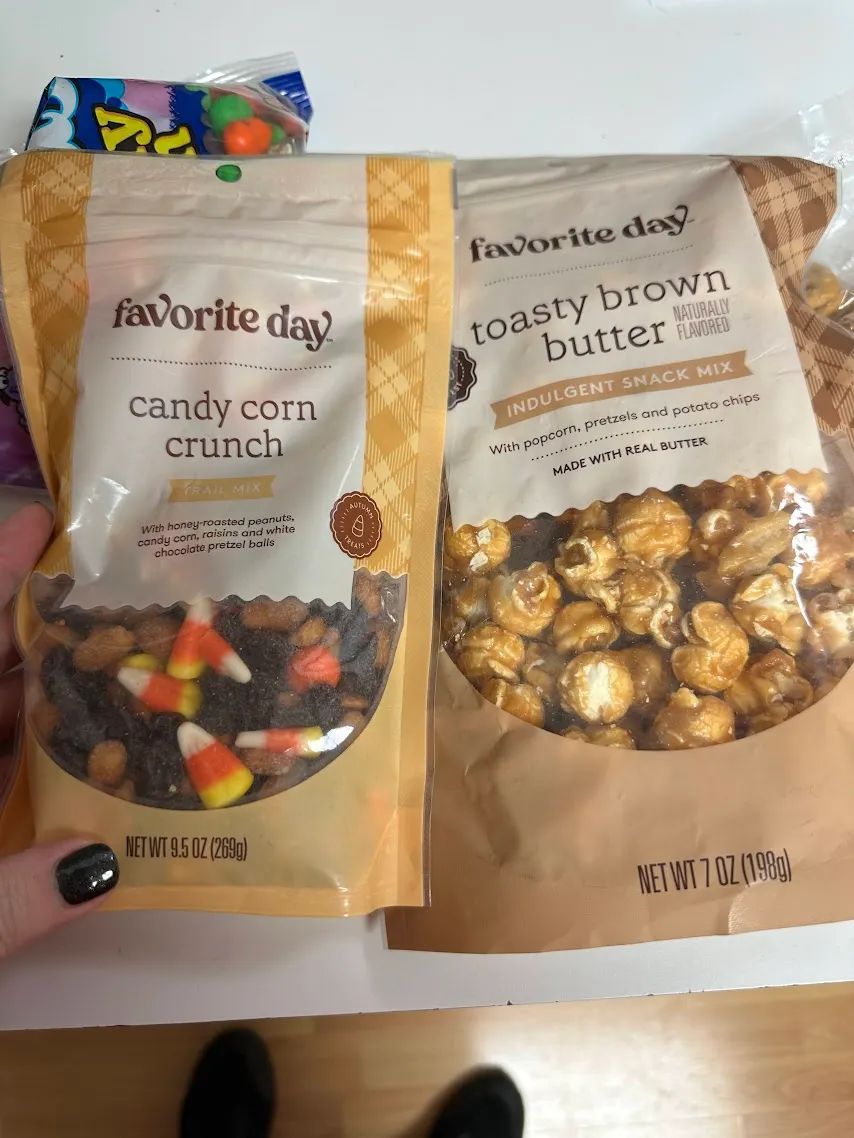 favorite day
candy corn
crunch
TRAIL MIX
With honey-roasted peanuts,
candy corn, raisins and white
chocolate pretzel balls
AUTUMN
TREATS
NET WT 9.5 OZ (269g)
favorite day
toasty brown
butter NATURALLY
FLAVORED
INDULGENT SNACK MIX
With popcorn, pretzels and potato chips
MADE WITH REAL BUTTER
NET WT 7 OZ (198g)